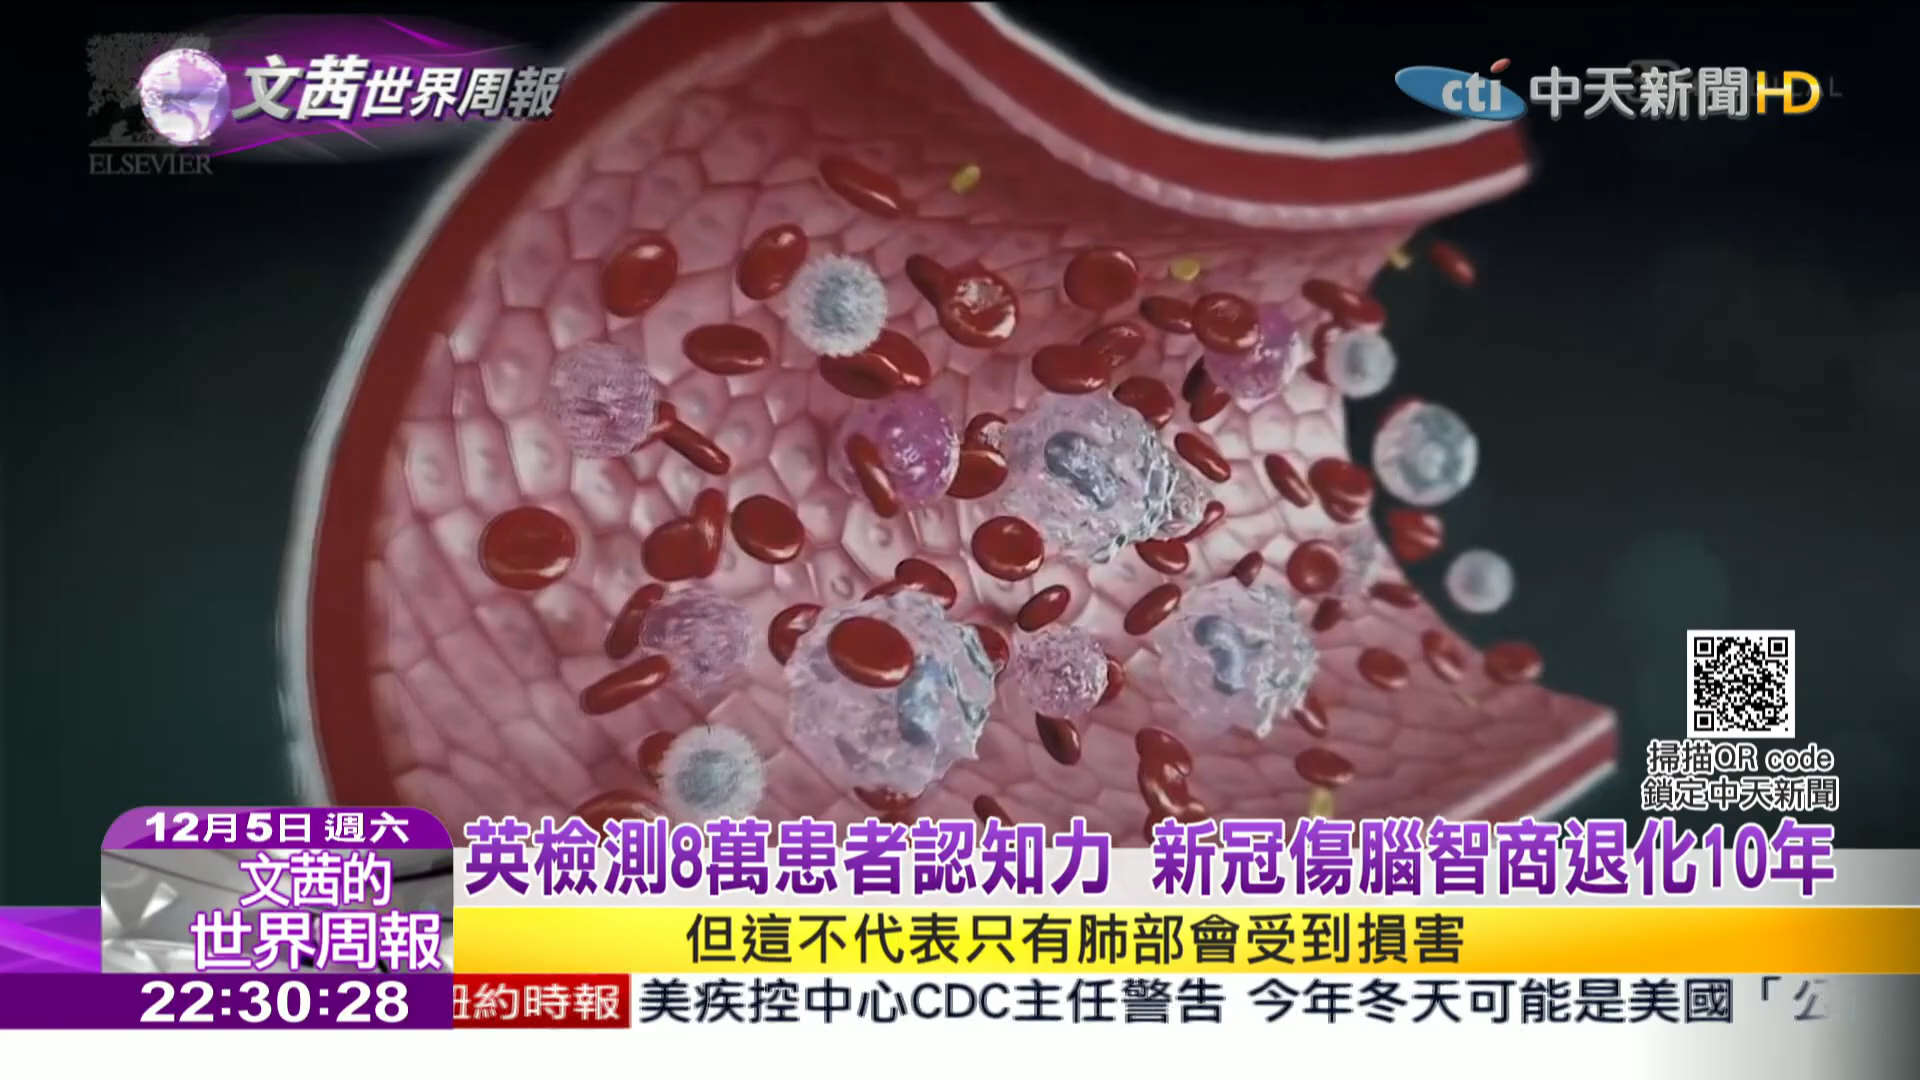 文茜世界周報
ELSEVIER
cti 中天新聞HD
掃描QR code
鎖定中天新聞
12月5日 週六
英檢測8萬患者認知力 新冠傷腦智商退化10年
文茜的
世界周報
但這不代表只有肺部會受到損害
22:30:28
紐約時報 美疾控中心CDC主任警告 今年冬天可能是美國「公